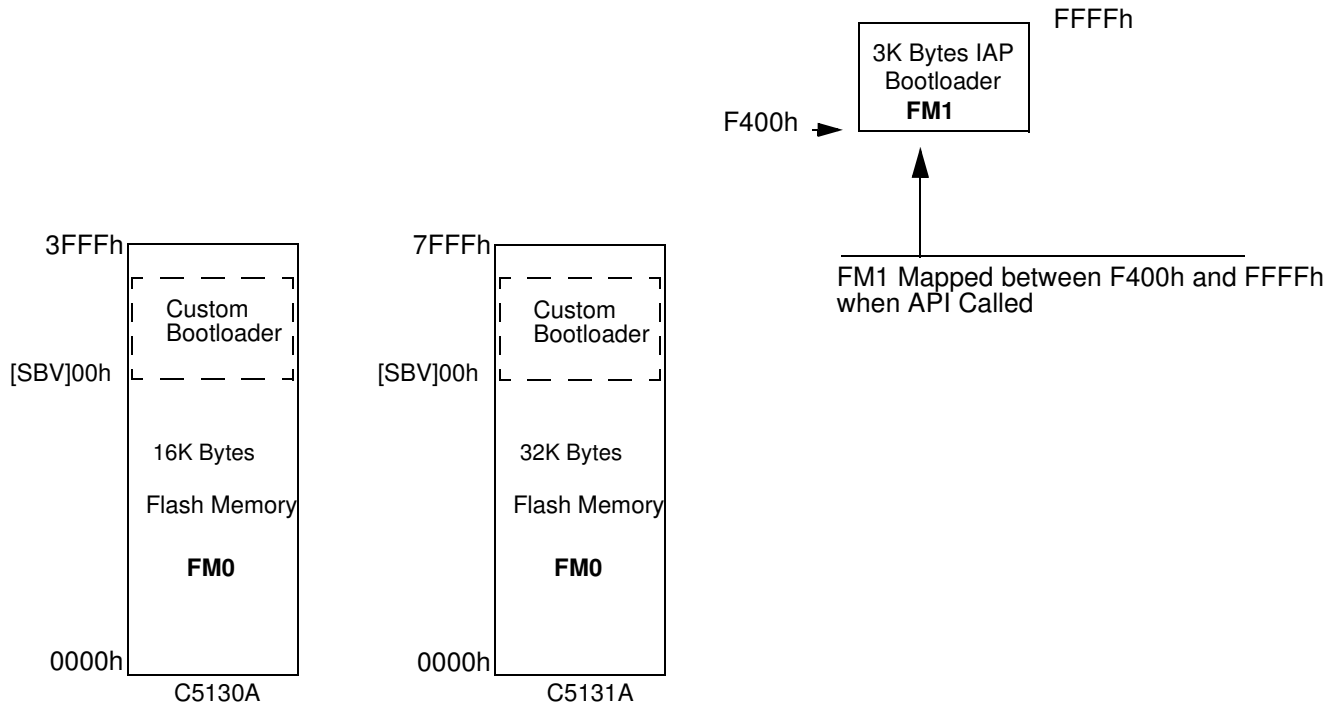 FFFFh
3K Bytes IAP
Bootloader
FM1
F400h
FM1 Mapped between F400h and FFFFh
when API Called
3FFFh
Custom
Bootloader
[SBV]00h
16K Bytes
Flash Memory
FM0
0000h
C5130A
7FFFh
Custom
Bootloader
[SBV]00h
32K Bytes
Flash Memory
FM0
0000h
C5131A